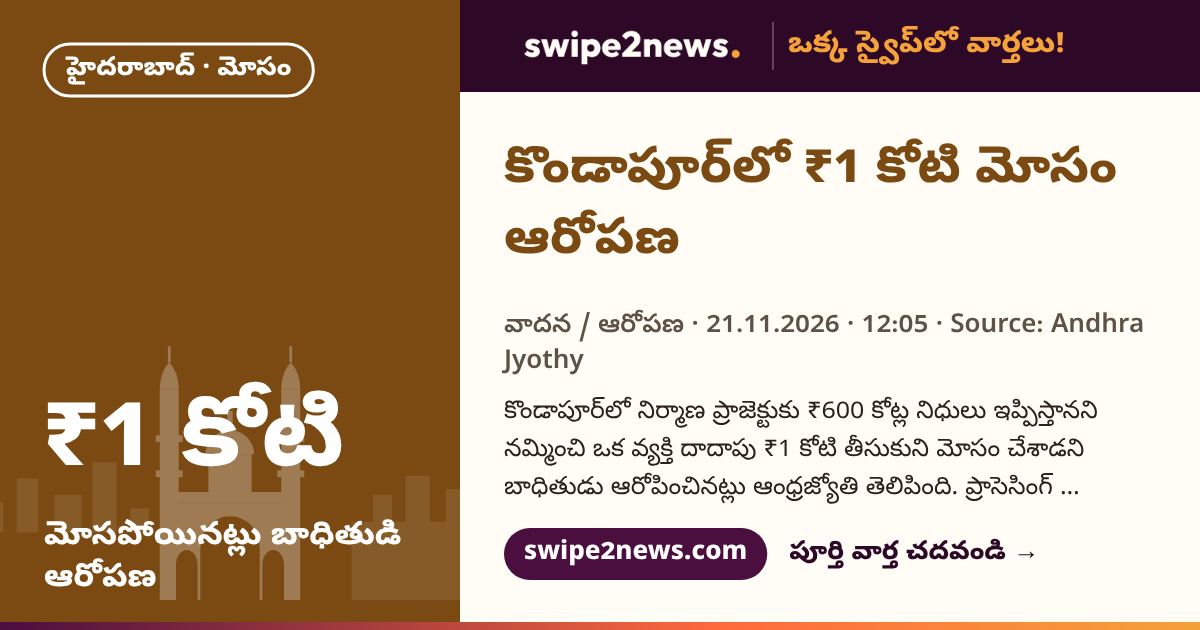 హైదరాబాద్ · మోసం
₹1 కోటి
మోసపోయినట్లు బాధితుడి
ఆరోపణ
swipe2news.
ఒక్క స్వైప్‌లో వార్తలు!
కొండాపూర్‌లో ₹1 కోటి మోసం
ఆరోపణ
వాదన / ఆరోపణ · 21.11.2026 · 12:05 · Source: Andhra
Jyothy
కొండాపూర్‌లో నిర్మాణ ప్రాజెక్టుకు ₹600 కోట్ల నిధులు ఇప్పిస్తానని
నమ్మించి ఒక వ్యక్తి దాదాపు ₹1 కోటి తీసుకుని మోసం చేశాడని
బాధితుడు ఆరోపించినట్లు ఆంధ్రజ్యోతి తెలిపింది. ప్రాసెసింగ్ ...
swipe2news.com
పూర్తి వార్త చదవండి →